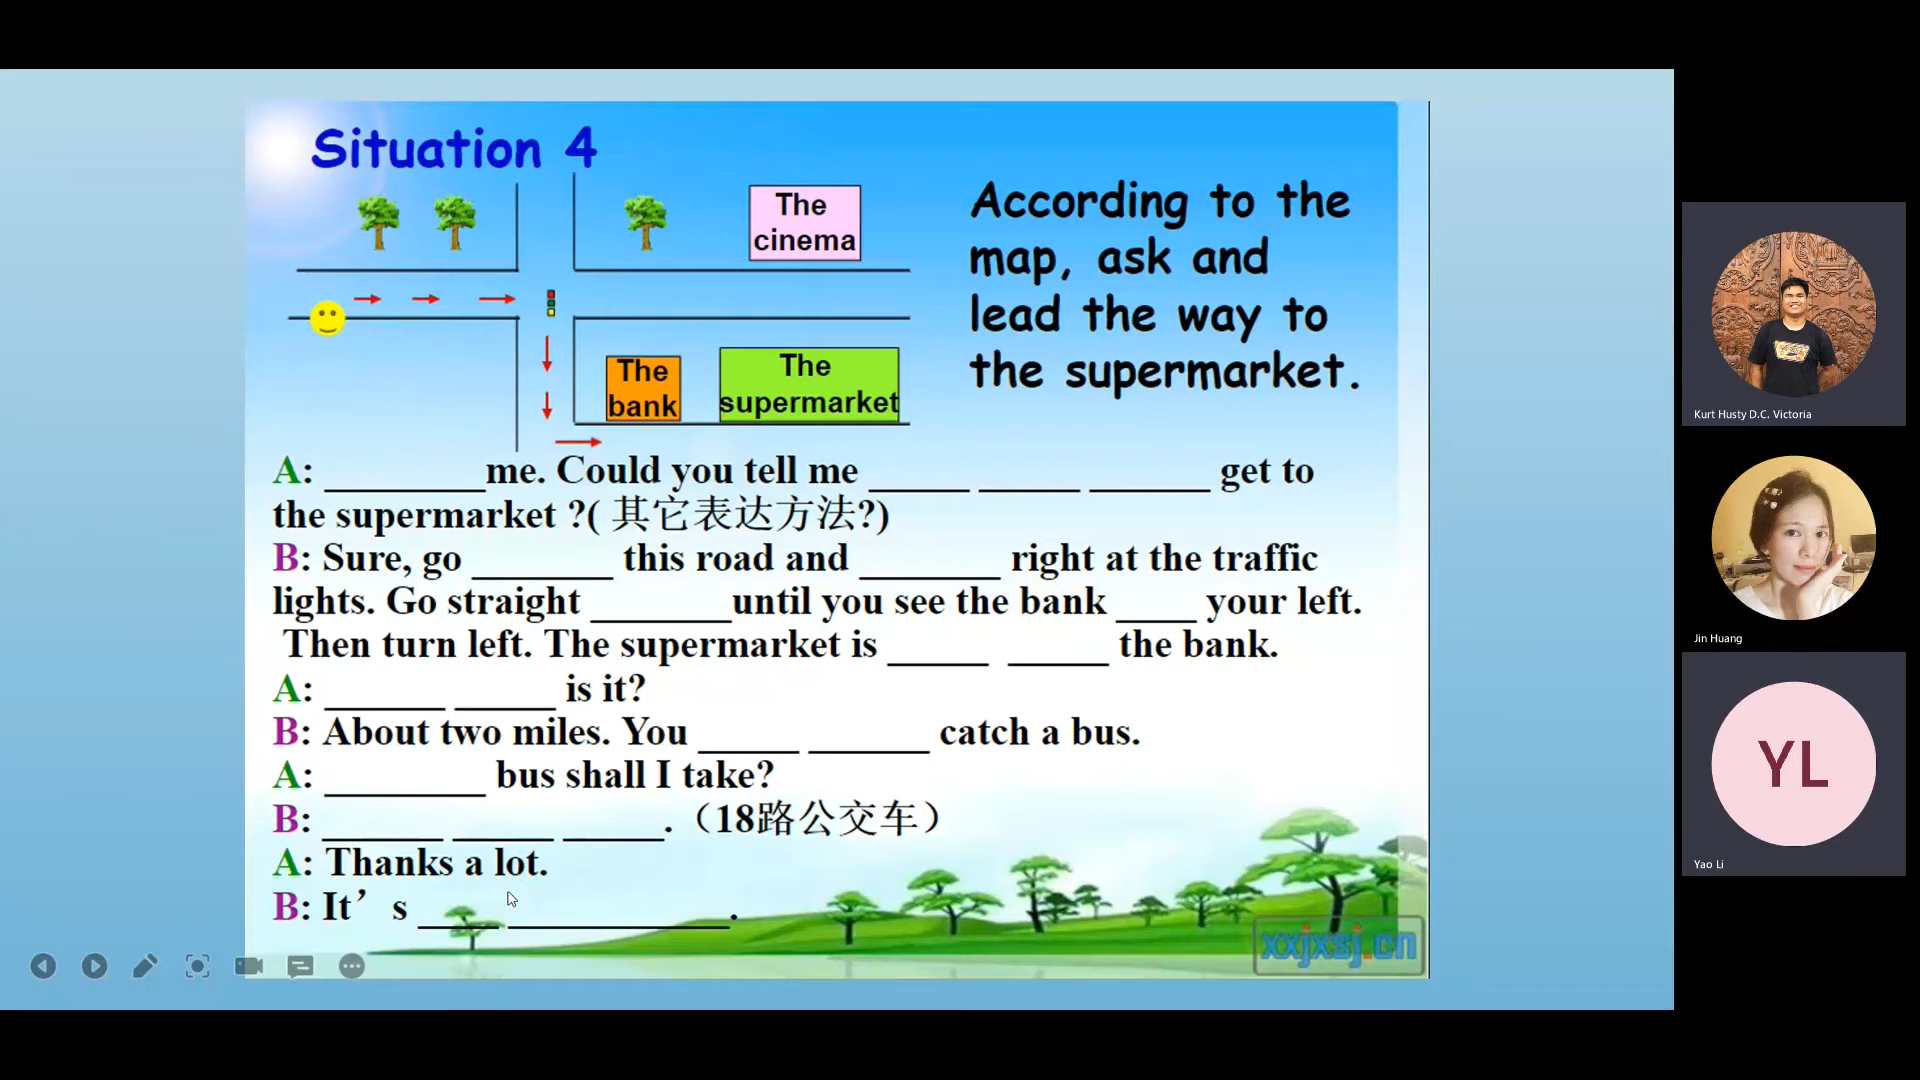 Situation 4
The
cinema
The
bank
The
supermarket
According to the
map, ask and
lead the way to
the supermarket.
A: ________me. Could you tell me _____ _____ ______ get to
the supermarket ?( 其它表达方法?)
B: Sure, go _______ this road and _______ right at the traffic
lights. Go straight _______until you see the bank ____ your left.
Then turn left. The supermarket is _____ _____ the bank.
A: ______ _____ is it?
B: About two miles. You _____ ______ catch a bus.
A: ________ bus shall I take?
B: ______ _____ _____.（18路公交车）
A: Thanks a lot.
B: It’s ____ ___________.
xxjxsj.cn
Kurt Husty D.C. Victoria
Jin Huang
YL
Yao Li